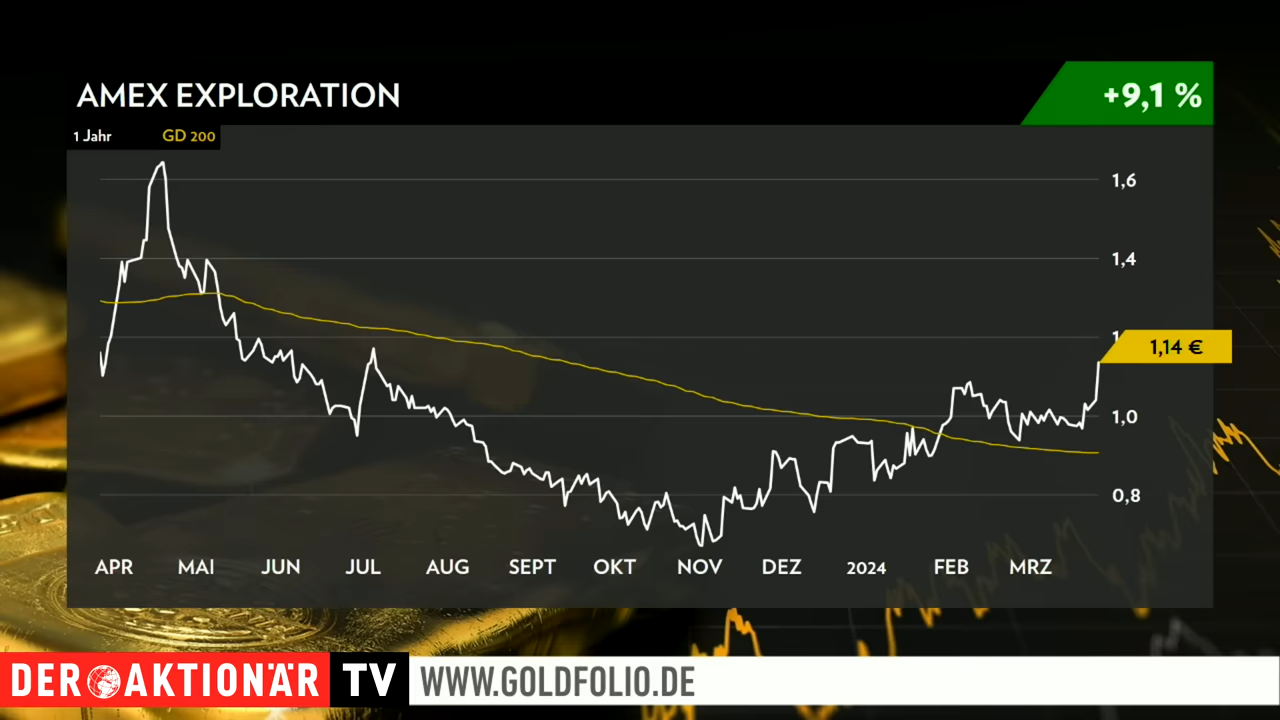 AMEX EXPLORATION
+9,1 %
1 Jahr
GD 200
1,6
1,4
1,14 €
1,0
0,8
APR MAI JUN JUL AUG SEPT OKT NOV DEZ 2024 FEB MRZ
DER AKTIONÄR TV
WWW.GOLDFOLIO.DE